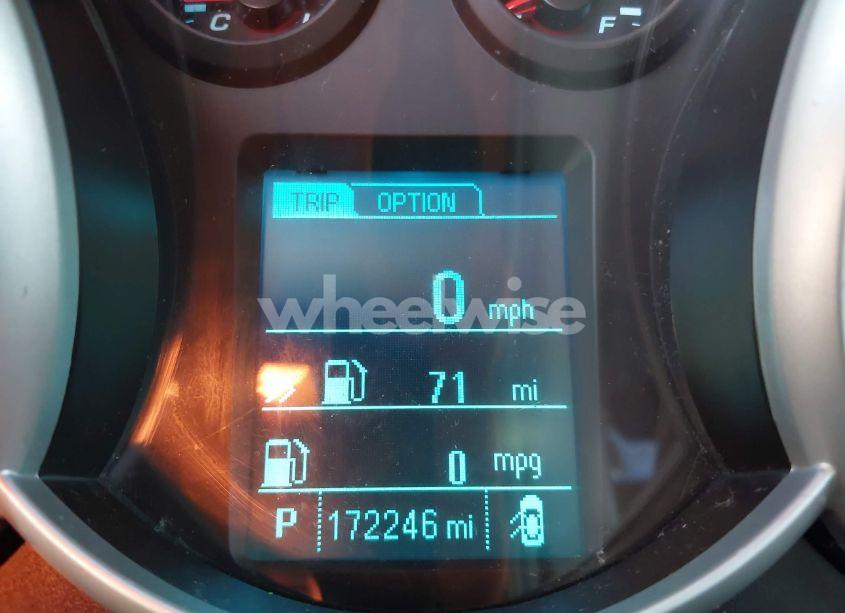 C F
TRIP OPTION
0 mph
wheelwise
71 mi
0 mpg
P 172246 mi